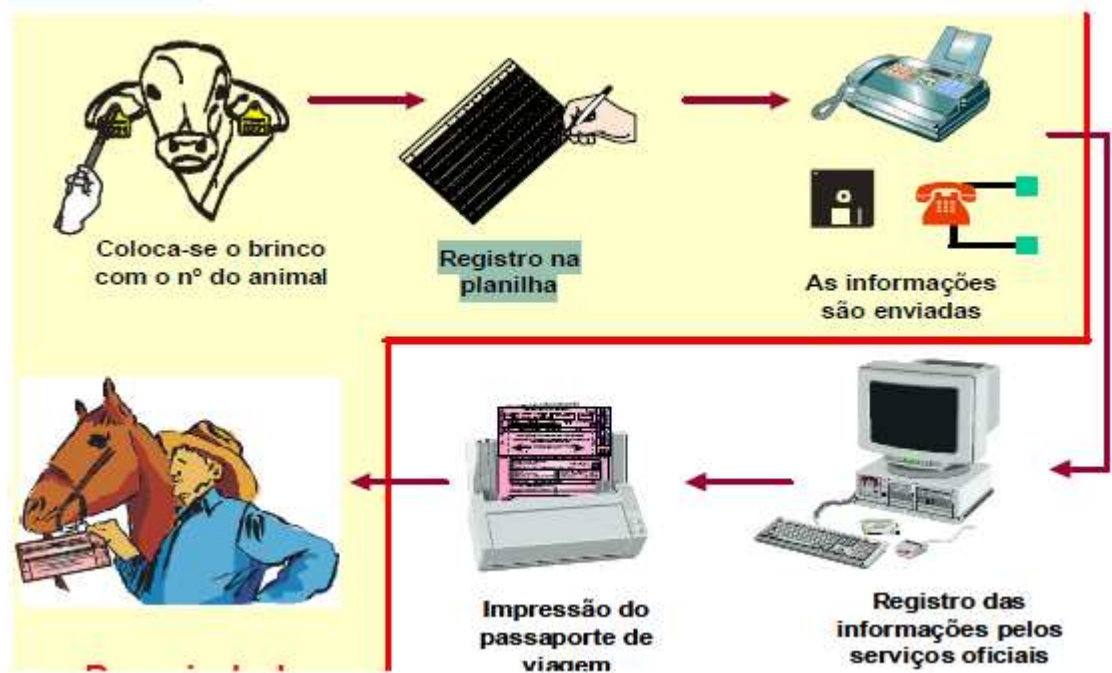 Coloca-se o brinco
com o nº do animal
Registro na
planilha
As informações
são enviadas
Registro das
informações pelos
serviços oficiais
Impressão do
passaporte de
viagem